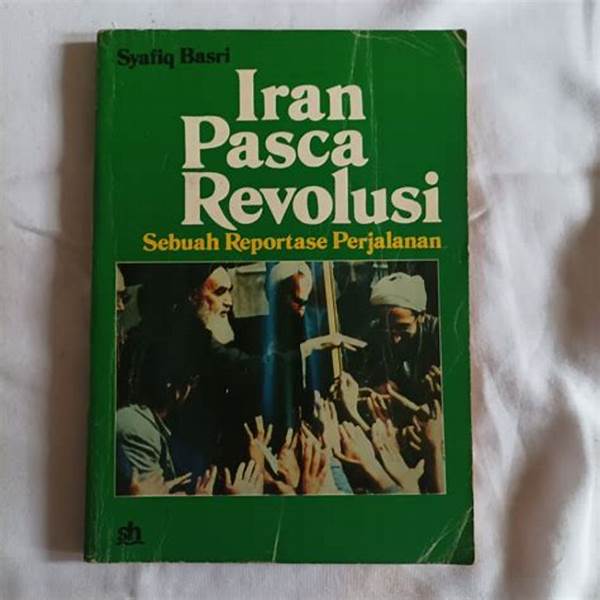 Syafiq Basri
Iran
Pasca
Revolusi
Sebuah Reportase Perjalanan
sh